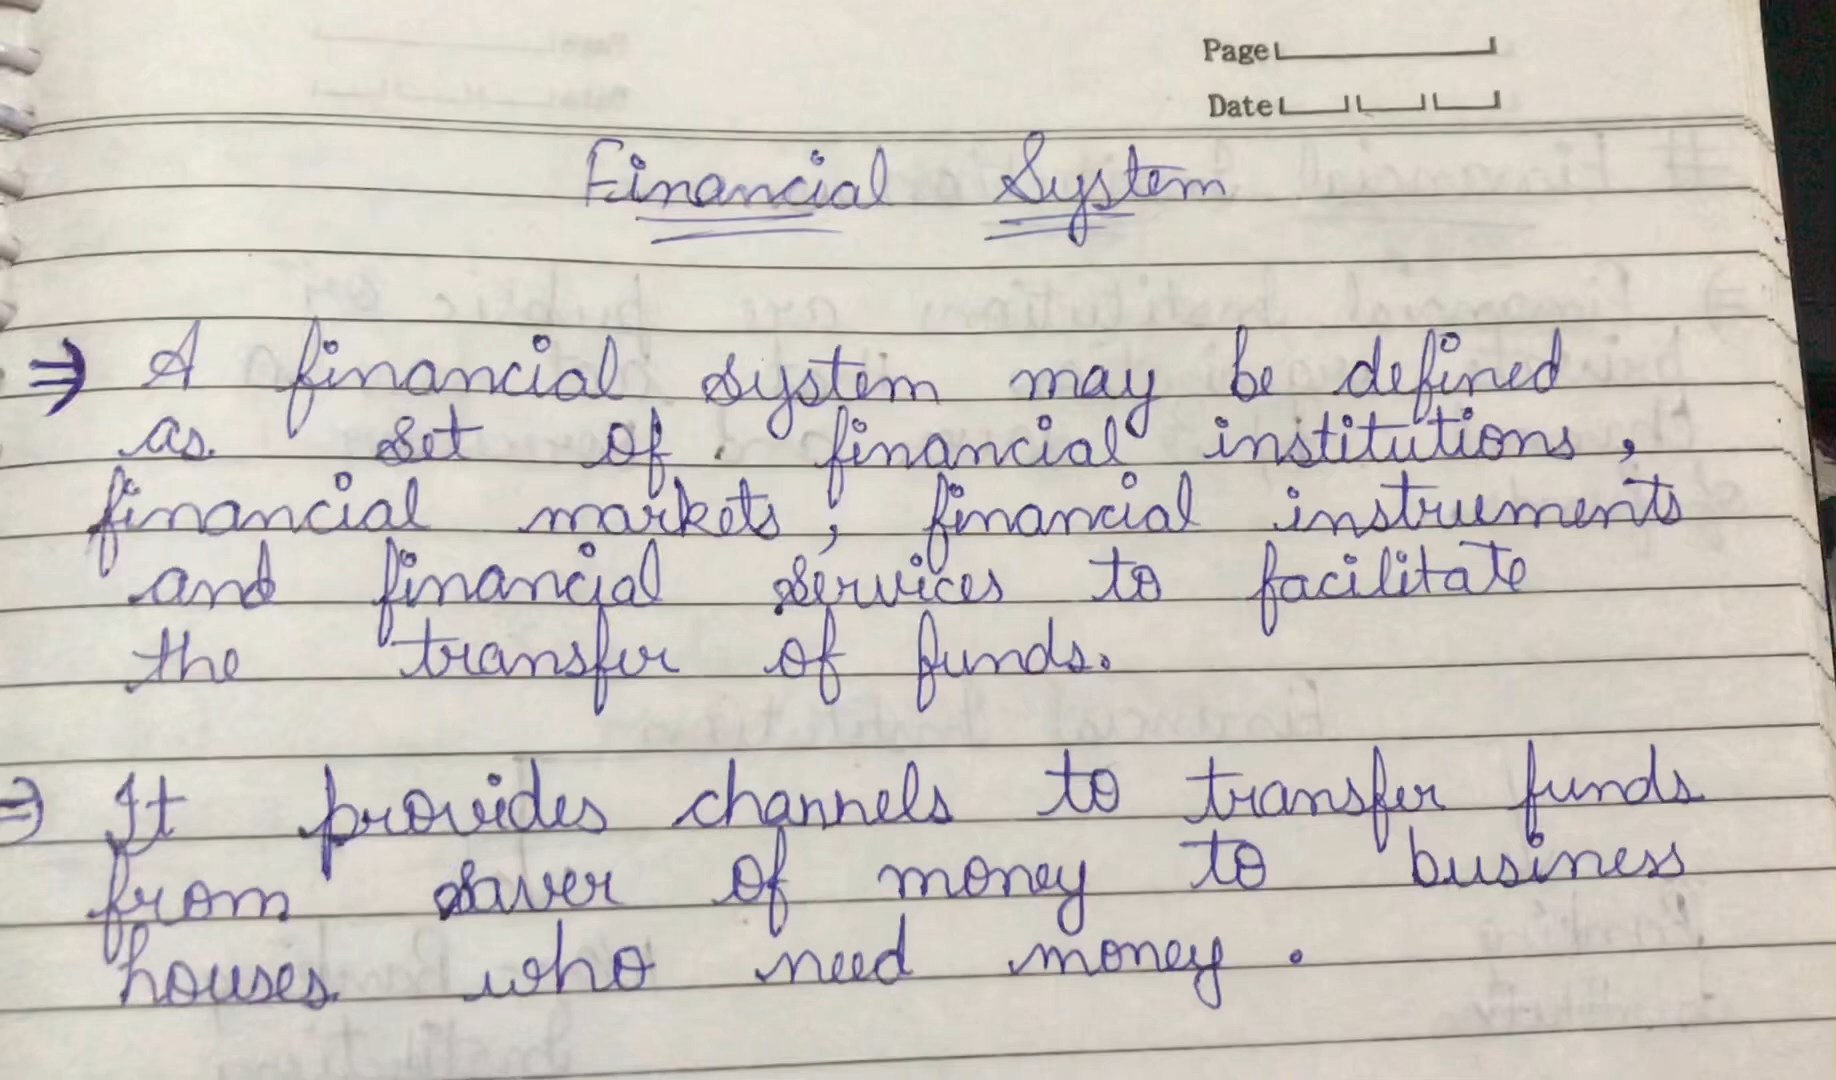 Page
Date
Financial System
⇒ A financial system may be defined
as set of financial institutions,
financial markets, financial instruments
and financial services to facilitate
the transfer of funds.
⇒ It provides channels to transfer funds
from saver of money to business
houses who need money.